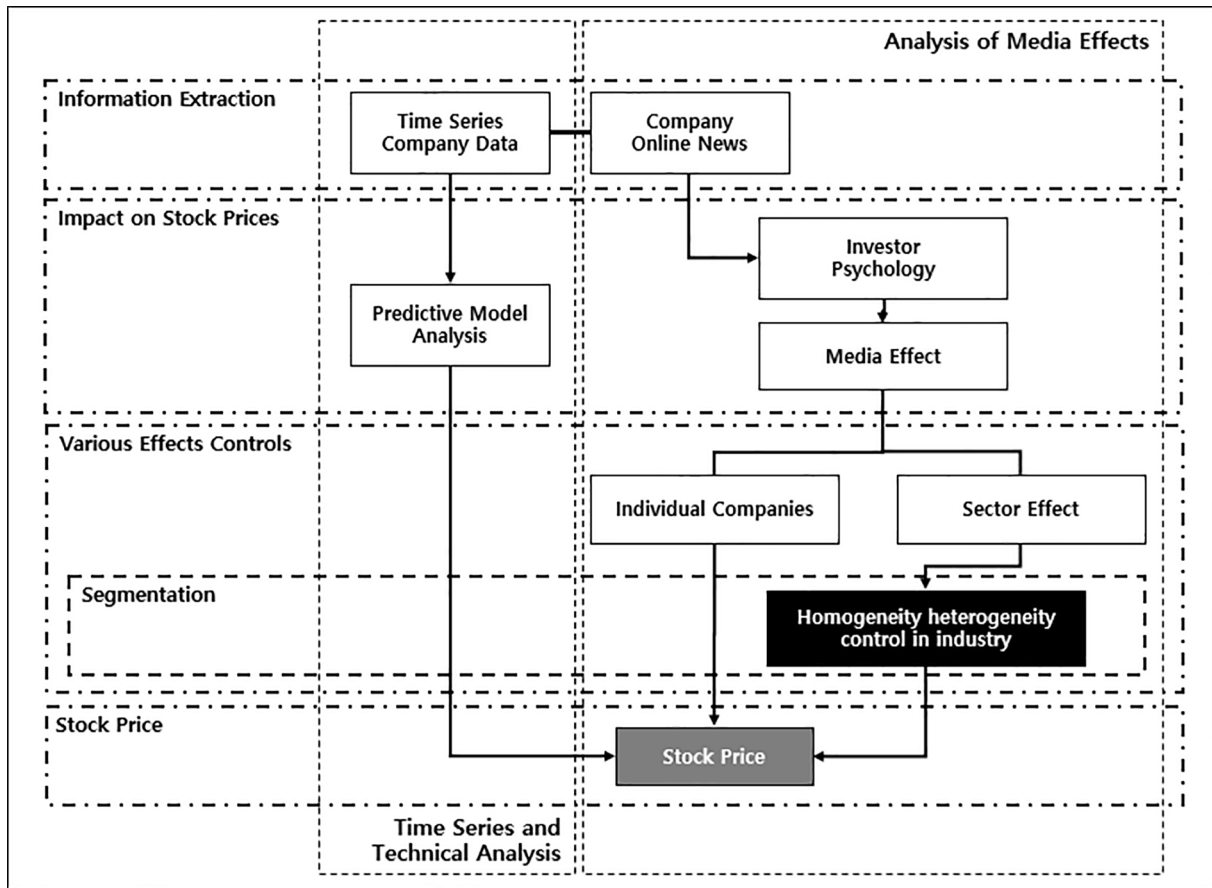 Analysis of Media Effects
Information Extraction
Time Series
Company Data
Company
Online News
Impact on Stock Prices
Investor
Psychology
Predictive Model
Analysis
Media Effect
Various Effects Controls
Individual Companies
Sector Effect
Segmentation
Homogeneity heterogeneity
control in industry
Stock Price
Stock Price
Time Series and
Technical Analysis